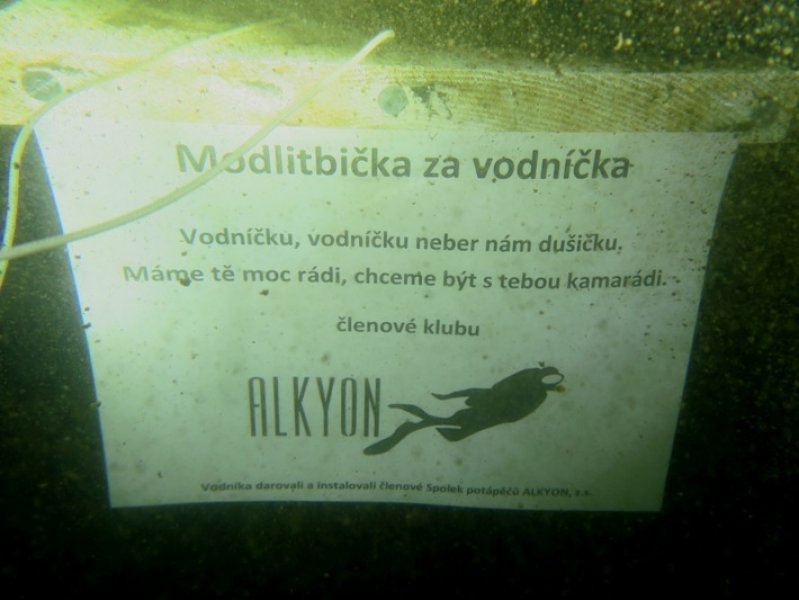 Modlitbička za vodníčka
Vodníčku, vodníčku neber nám dušičku.
Máme tě moc rádi, chceme být s tebou kamarádi.
členové klubu
ALKYON
Vodníka darovali a instalovali členové Spolek potápěčů ALKYON, z.s.